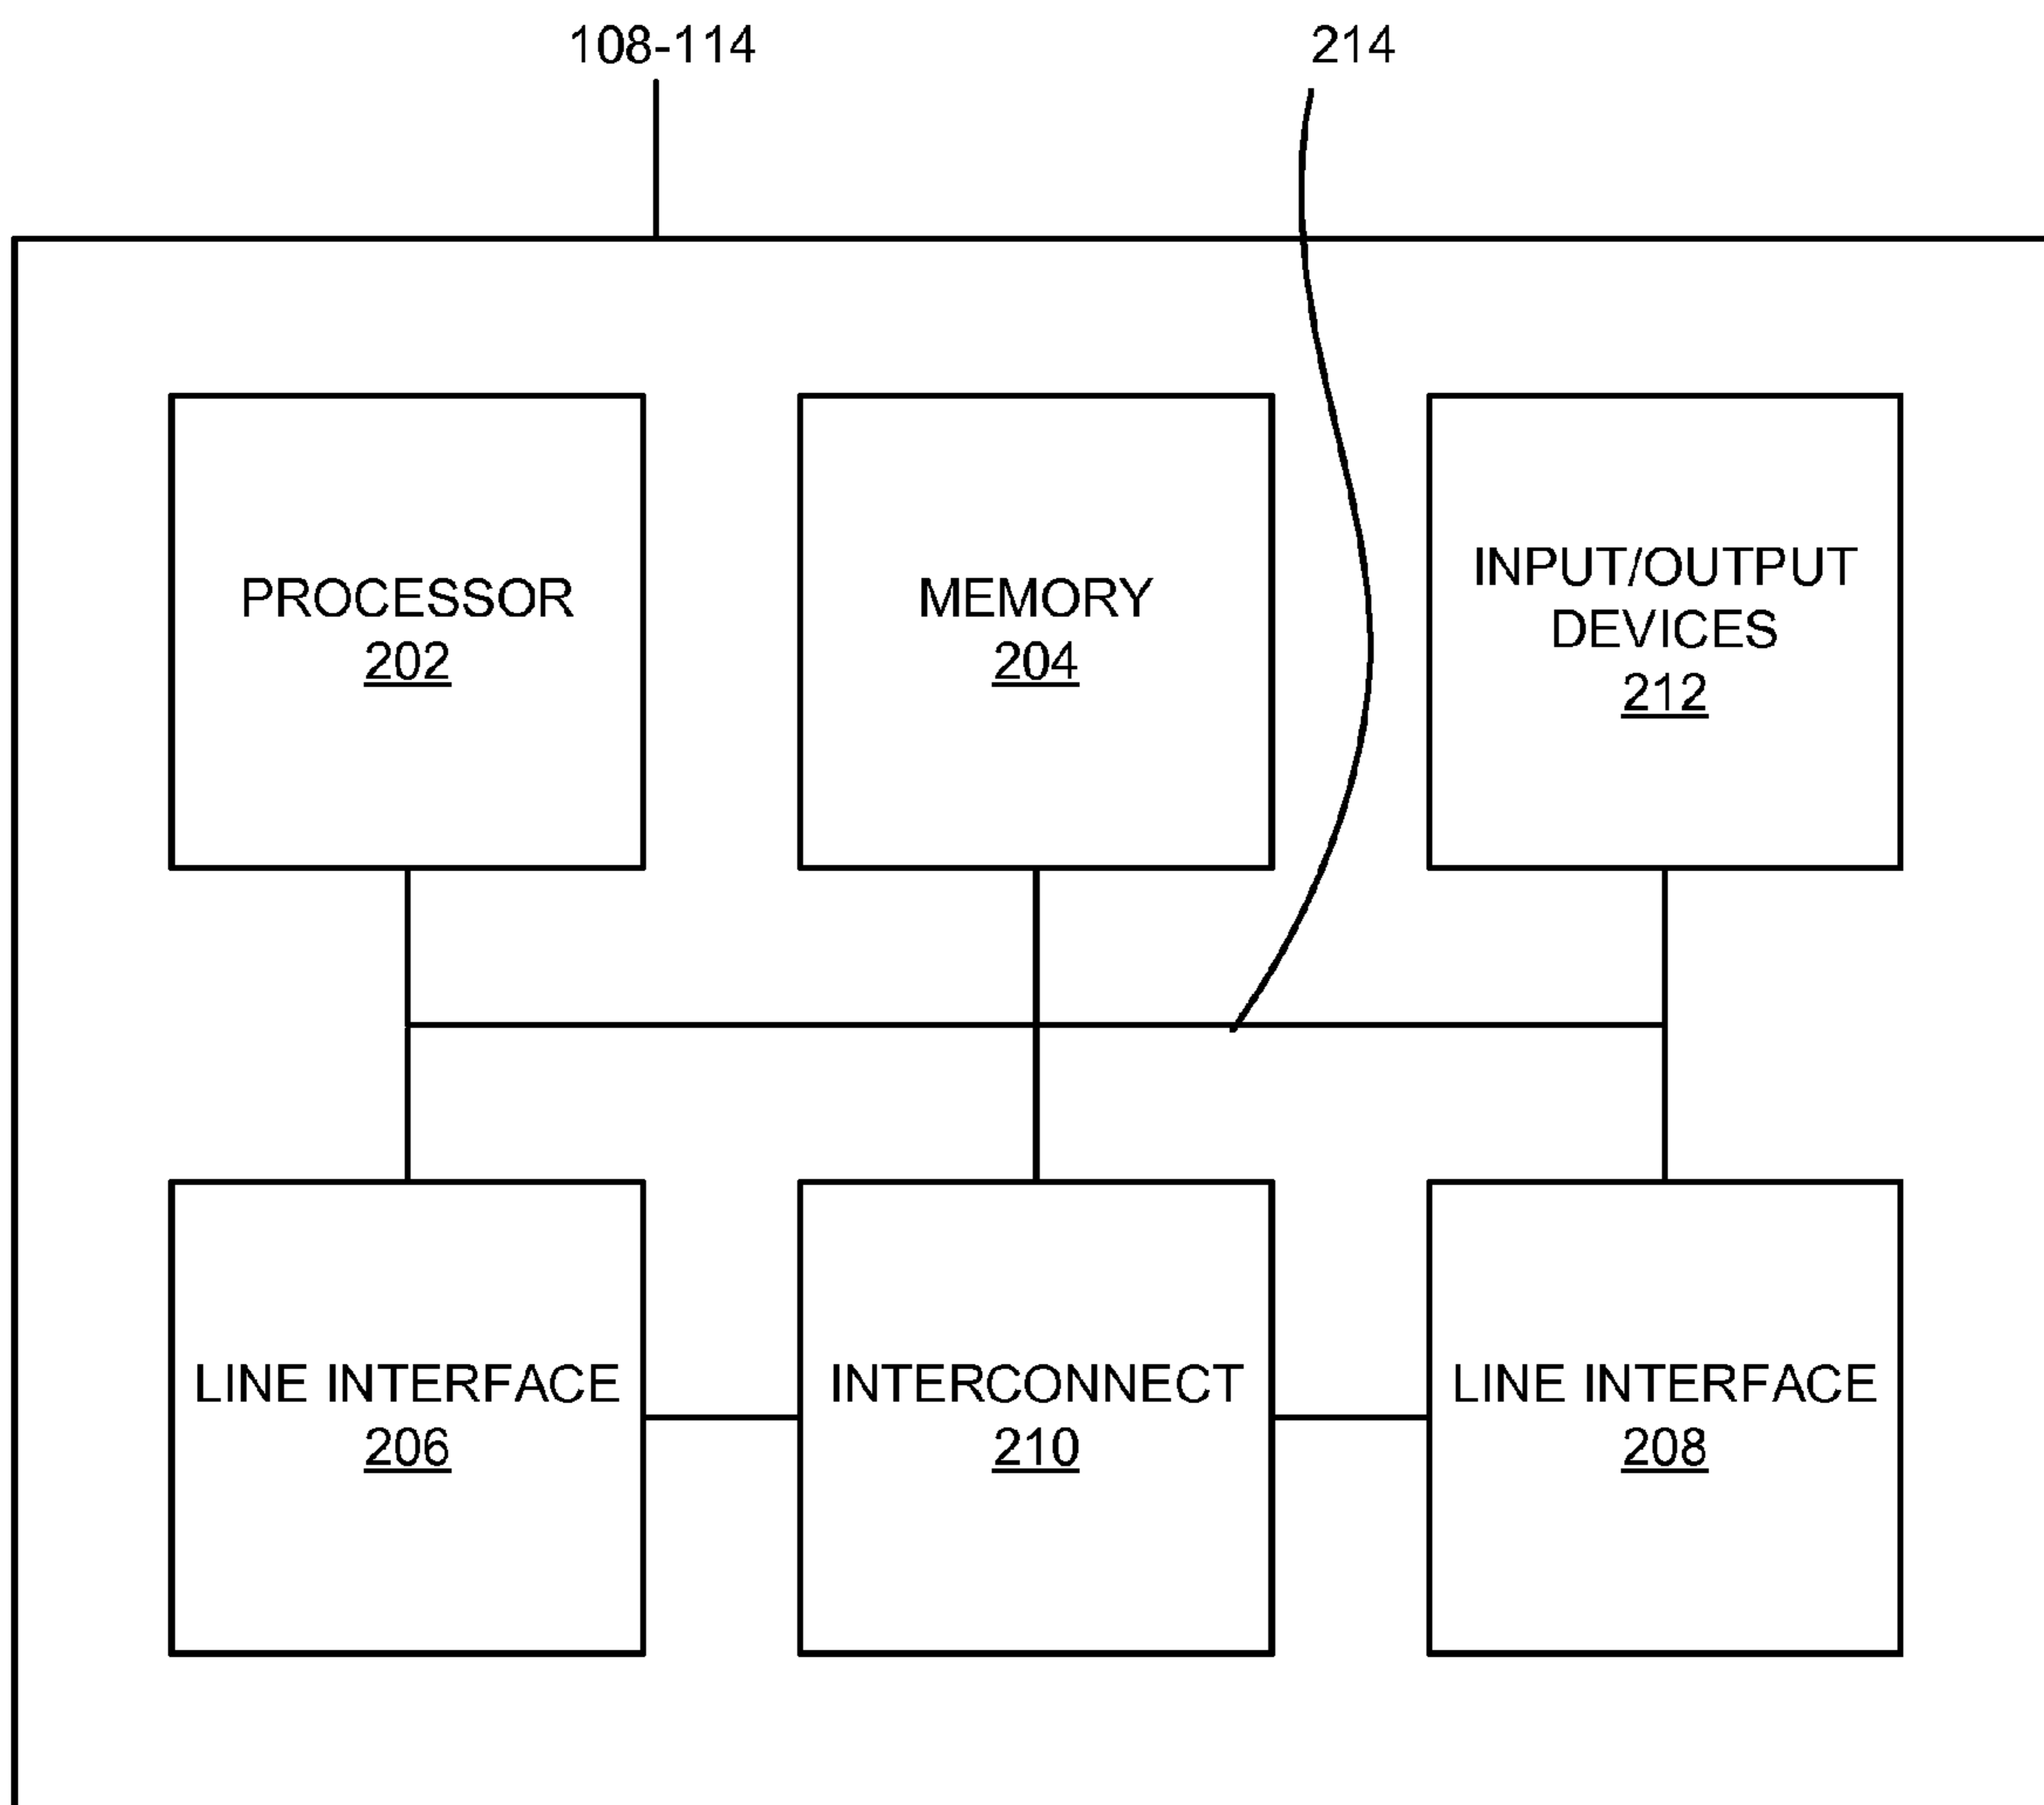 108-114
214
PROCESSOR
202
MEMORY
204
INPUT/OUTPUT
DEVICES
212
LINE INTERFACE
206
INTERCONNECT
210
LINE INTERFACE
208